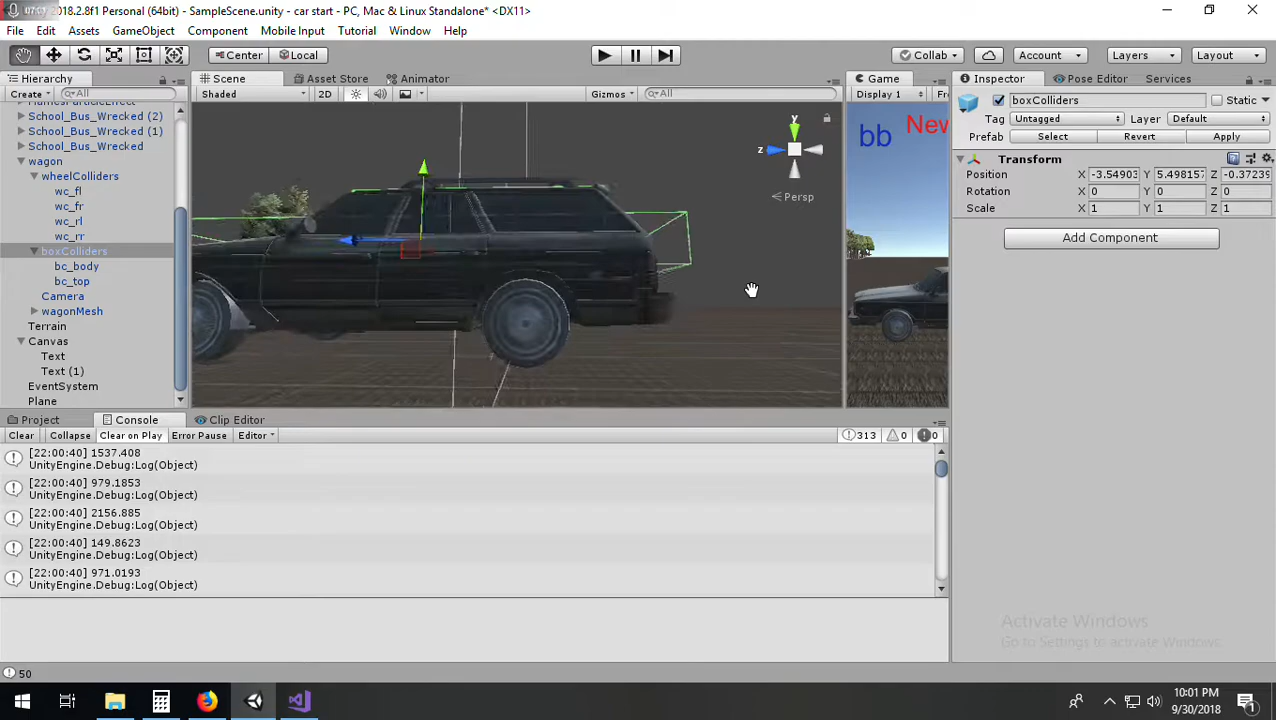 07:01
2018.2.8f1 Personal (64bit) - SampleScene.unity - car start - PC, Mac & Linux Standalone* <DX11>
File Edit Assets GameObject Component Mobile Input Tutorial Window Help
Center Local Collab Account Layers Layout
Hierarchy Scene Asset Store Animator Game Inspector Pose Editor Services
Create All Shaded 2D Gizmos All Display 1 Fre boxColliders Static
FlamesParticleEffect
School_Bus_Wrecked (2)
School_Bus_Wrecked (1)
School_Bus_Wrecked
wagon
wheelColliders
wc_fl
wc_fr
wc_rl
wc_rr
boxColliders
bc_body
bc_top
Camera
wagonMesh
Terrain
Canvas
Text
Text (1)
EventSystem
Plane
y
z
Persp
bb New
Tag Untagged Layer Default
Prefab Select Revert Apply
Transform
Position X -3.54903 Y 5.498157 Z -0.37239
Rotation X 0 Y 0 Z 0
Scale X 1 Y 1 Z 1
Add Component
Project Console Clip Editor
Clear Collapse Clear on Play Error Pause Editor 313 0 0
[22:00:40] 1537.408
UnityEngine.Debug:Log(Object)
[22:00:40] 979.1853
UnityEngine.Debug:Log(Object)
[22:00:40] 2156.885
UnityEngine.Debug:Log(Object)
[22:00:40] 149.8623
UnityEngine.Debug:Log(Object)
[22:00:40] 971.0193
UnityEngine.Debug:Log(Object)
Activate Windows
Go to Settings to activate Windows.
50
10:01 PM
9/30/2018
1